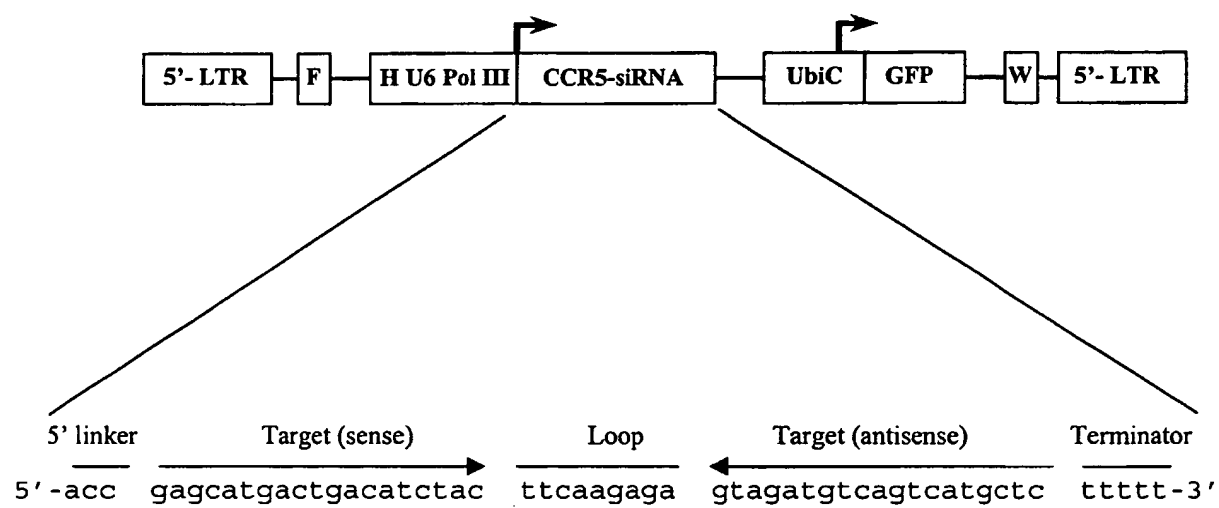 5'- LTR F H U6 Pol III CCR5-siRNA UbiC GFP W 5'- LTR
5' linker Target (sense) Loop Target (antisense) Terminator
5'-acc gagcatgactgacatctac ttcaagaga gtagatgtcagtcatgctc ttttt-3'